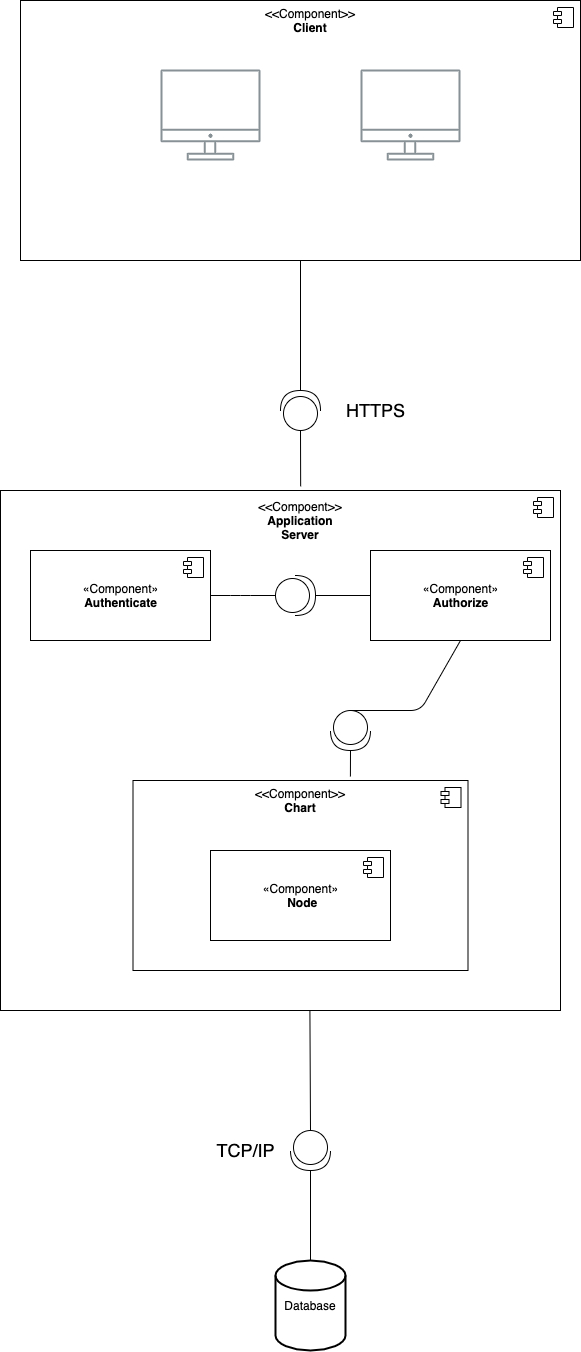 <<Component>>
Client
HTTPS
<<Compoent>>
Application
Server
«Component»
Authenticate
«Component»
Authorize
<<Component>>
Chart
«Component»
Node
TCP/IP
Database